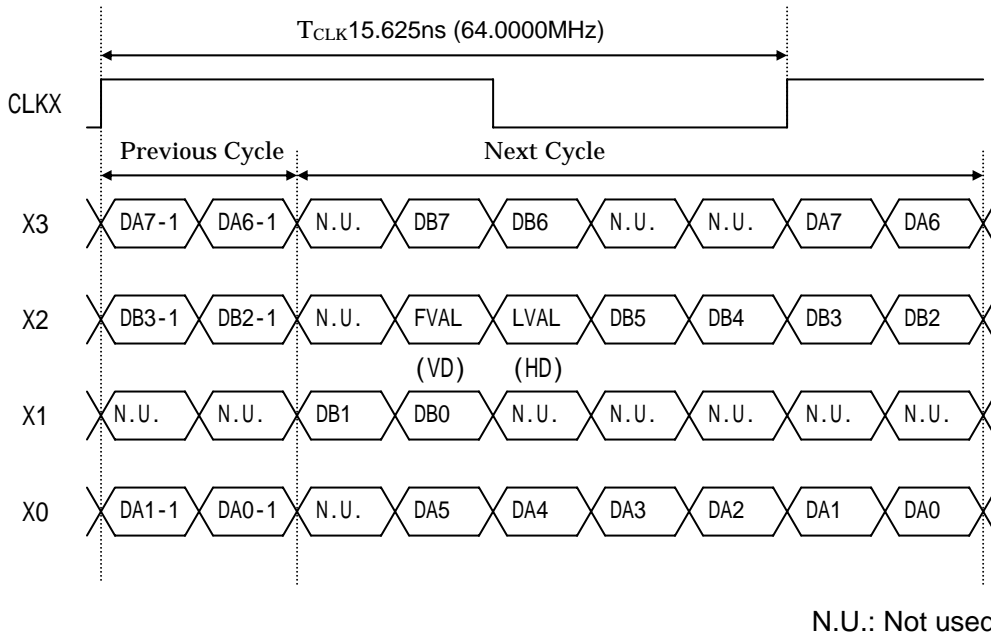 TCLK15.625ns (64.0000MHz)
CLKX
Previous Cycle Next Cycle
X3 DA7-1 DA6-1 N.U. DB7 DB6 N.U. N.U. DA7 DA6
X2 DB3-1 DB2-1 N.U. FVAL LVAL DB5 DB4 DB3 DB2
(VD) (HD)
X1 N.U. N.U. DB1 DB0 N.U. N.U. N.U. N.U. N.U.
X0 DA1-1 DA0-1 N.U. DA5 DA4 DA3 DA2 DA1 DA0
N.U.: Not used